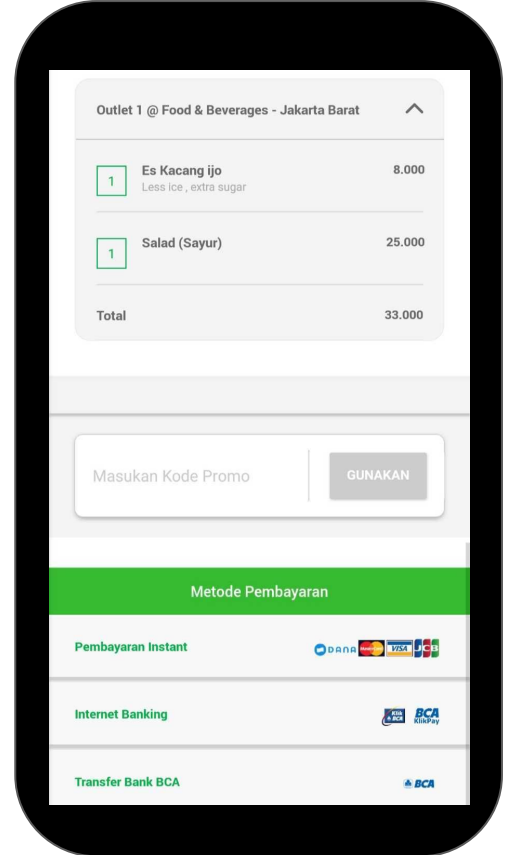 Outlet 1 @ Food & Beverages - Jakarta Barat
1 Es Kacang ijo 8.000
Less ice , extra sugar
1 Salad (Sayur) 25.000
Total 33.000
Masukan Kode Promo GUNAKAN
Metode Pembayaran
Pembayaran Instant DANA MasterCard VISA JCB
Internet Banking Klik BCA BCA KlikPay
Transfer Bank BCA BCA